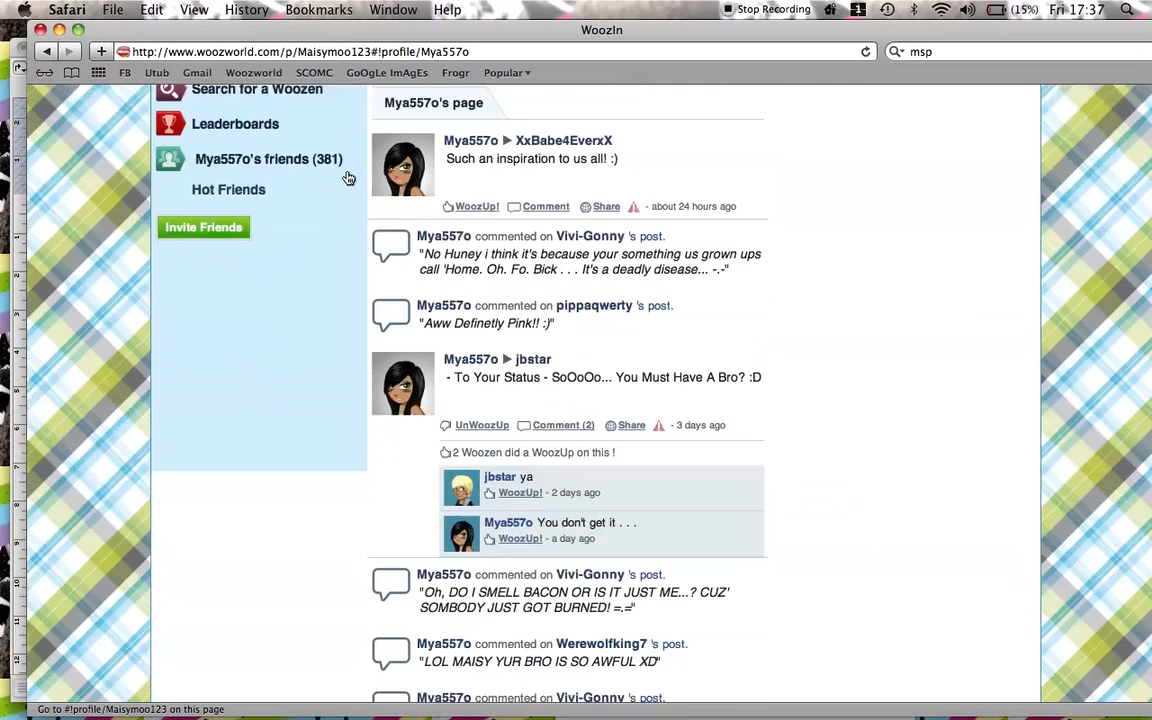 Safari File Edit View History Bookmarks Window Help Stop Recording 1 (15%) Fri 17:37
WoozIn
http://www.woozworld.com/p/Maisymoo123#!profile/Mya557o msp
FB Utub Gmail Woozworld SCOMC GoOgLe ImAgEs Frogr Popular
Search for a Woozen
Leaderboards
Mya557o's friends (381)
Hot Friends
Invite Friends
Mya557o's page
Mya557o XxBabe4EverxX
Such an inspiration to us all! :)
WoozUp! Comment Share - about 24 hours ago
Mya557o commented on Vivi-Gonny 's post.
"No Huney i think it's because your something us grown ups
call 'Home. Oh. Fo. Bick . . . It's a deadly disease... -.-"
Mya557o commented on pippaqwerty 's post.
"Aww Definetly Pink!! :)"
Mya557o jbstar
- To Your Status - SoOoOo... You Must Have A Bro? :D
UnWoozUp Comment (2) Share - 3 days ago
2 Woozen did a WoozUp on this !
jbstar ya
WoozUp! - 2 days ago
Mya557o You don't get it . . .
WoozUp! - a day ago
Mya557o commented on Vivi-Gonny 's post.
"Oh, DO I SMELL BACON OR IS IT JUST ME...? CUZ'
SOMBODY JUST GOT BURNED! =.="
Mya557o commented on Werewolfking7 's post.
"LOL MAISY YUR BRO IS SO AWFUL XD"
Mya557o commented on Vivi-Gonny 's post.
Go to #!profile/Maisymoo123 on this page